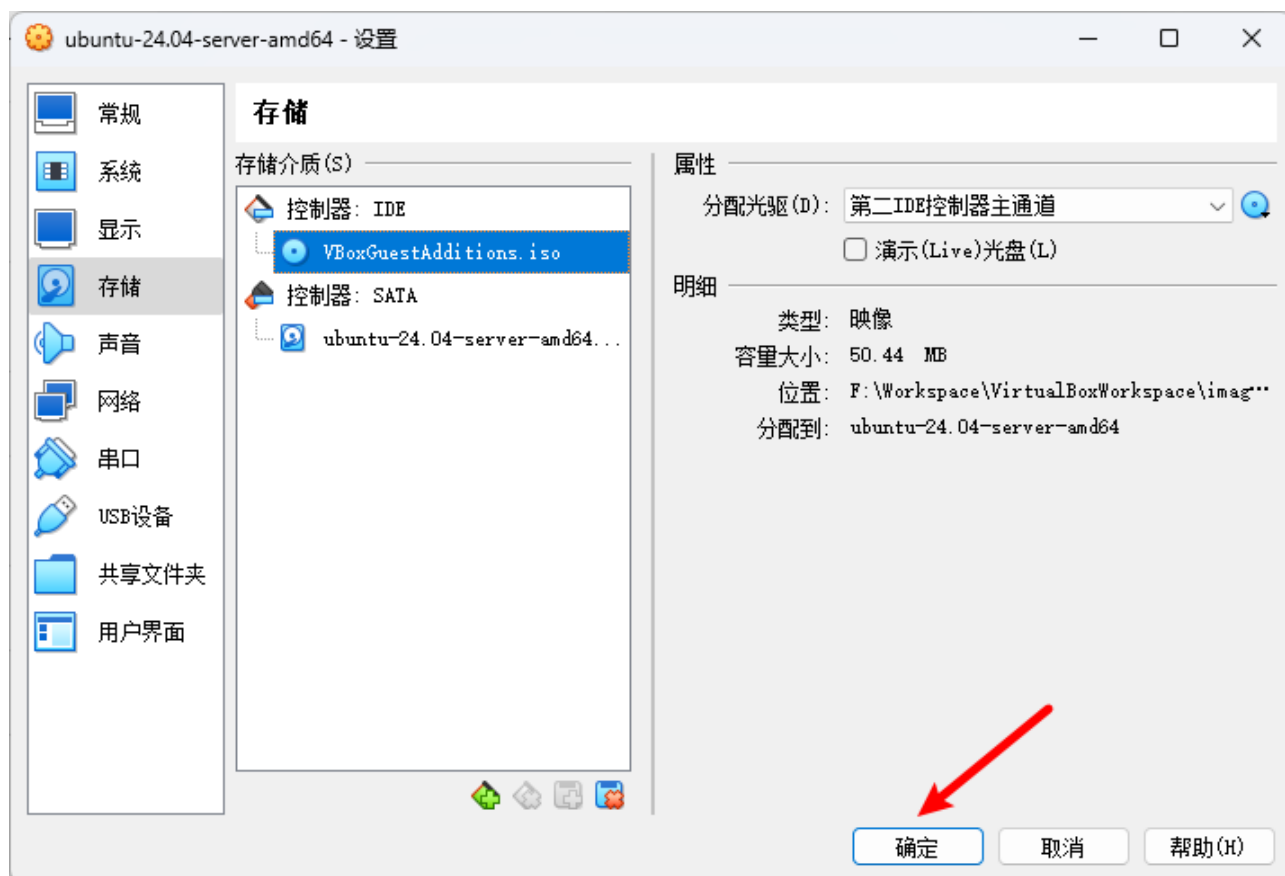 ubuntu-24.04-server-amd64 - 设置
常规
系统
显示
存储
声音
网络
串口
USB设备
共享文件夹
用户界面
存储
存储介质(S)
控制器: IDE
VBoxGuestAdditions.iso
控制器: SATA
ubuntu-24.04-server-amd64...
属性
分配光驱(D): 第二IDE控制器主通道
演示(Live)光盘(L)
明细
类型: 映像
容量大小: 50.44 MB
位置: F:\Workspace\VirtualBoxWorkspace\imag…
分配到: ubuntu-24.04-server-amd64
确定
取消
帮助(H)